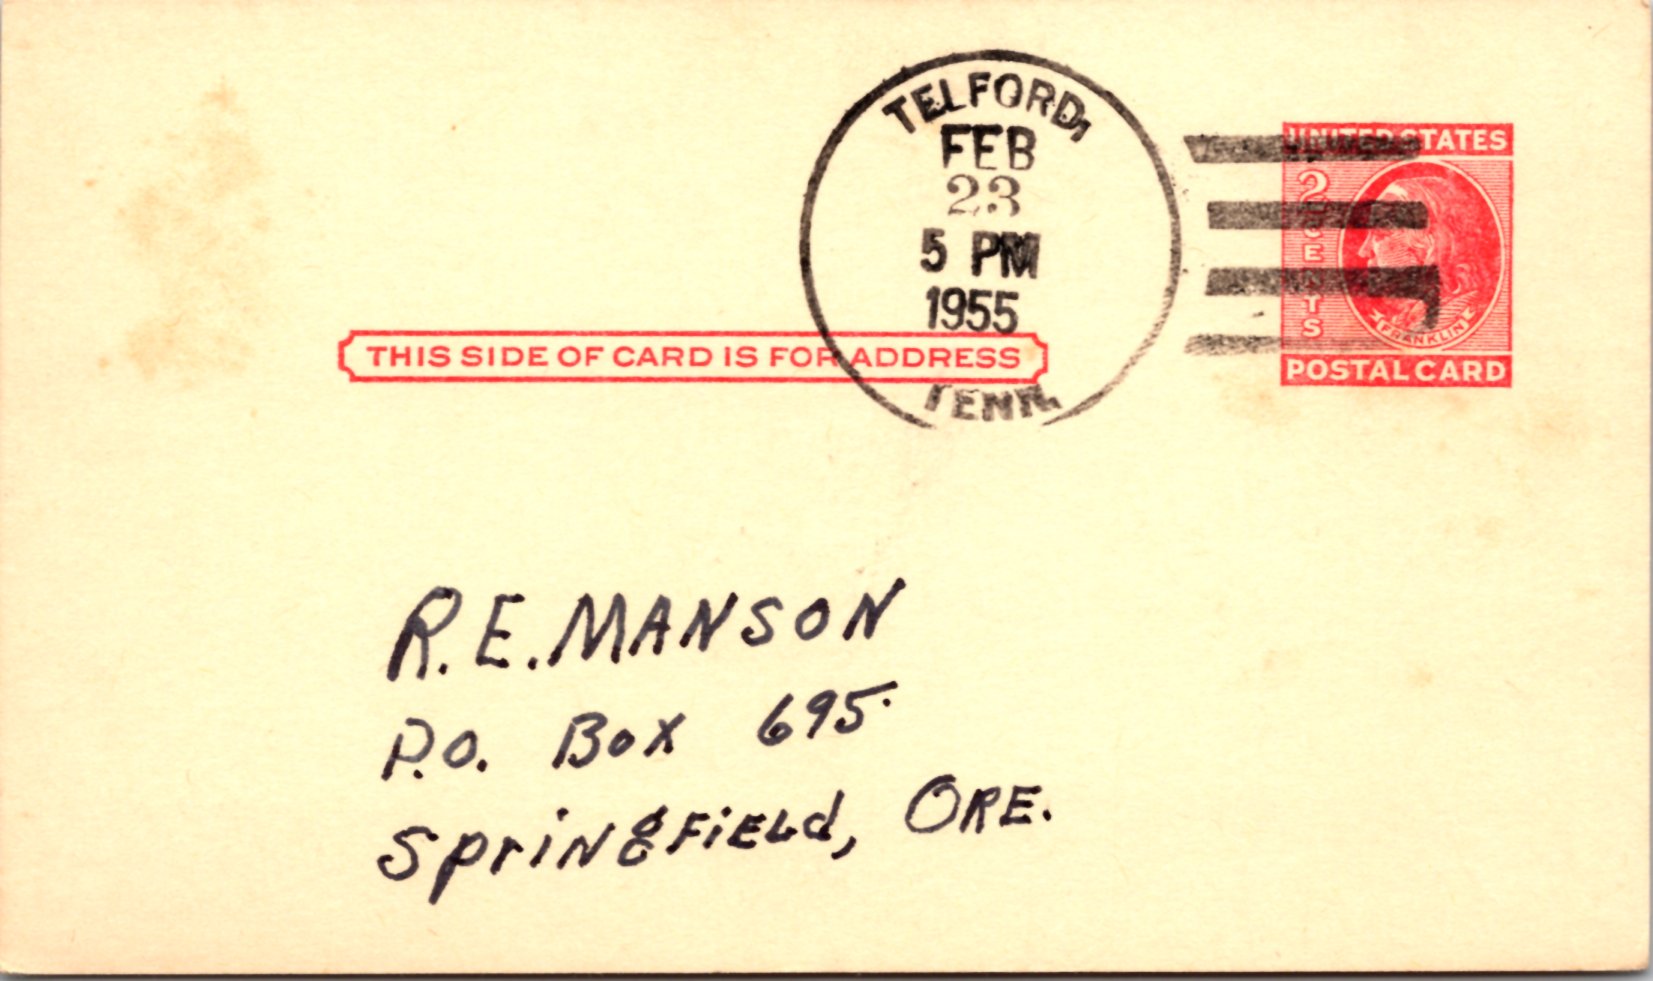 TELFORD,
FEB
23
5 PM
1955
TENN.
UNITED STATES
2 CENTS
FRANKLIN
POSTAL CARD
THIS SIDE OF CARD IS FOR ADDRESS
R. E. MANSON
P.O. Box 695
SpriNgFiELd, ORE.